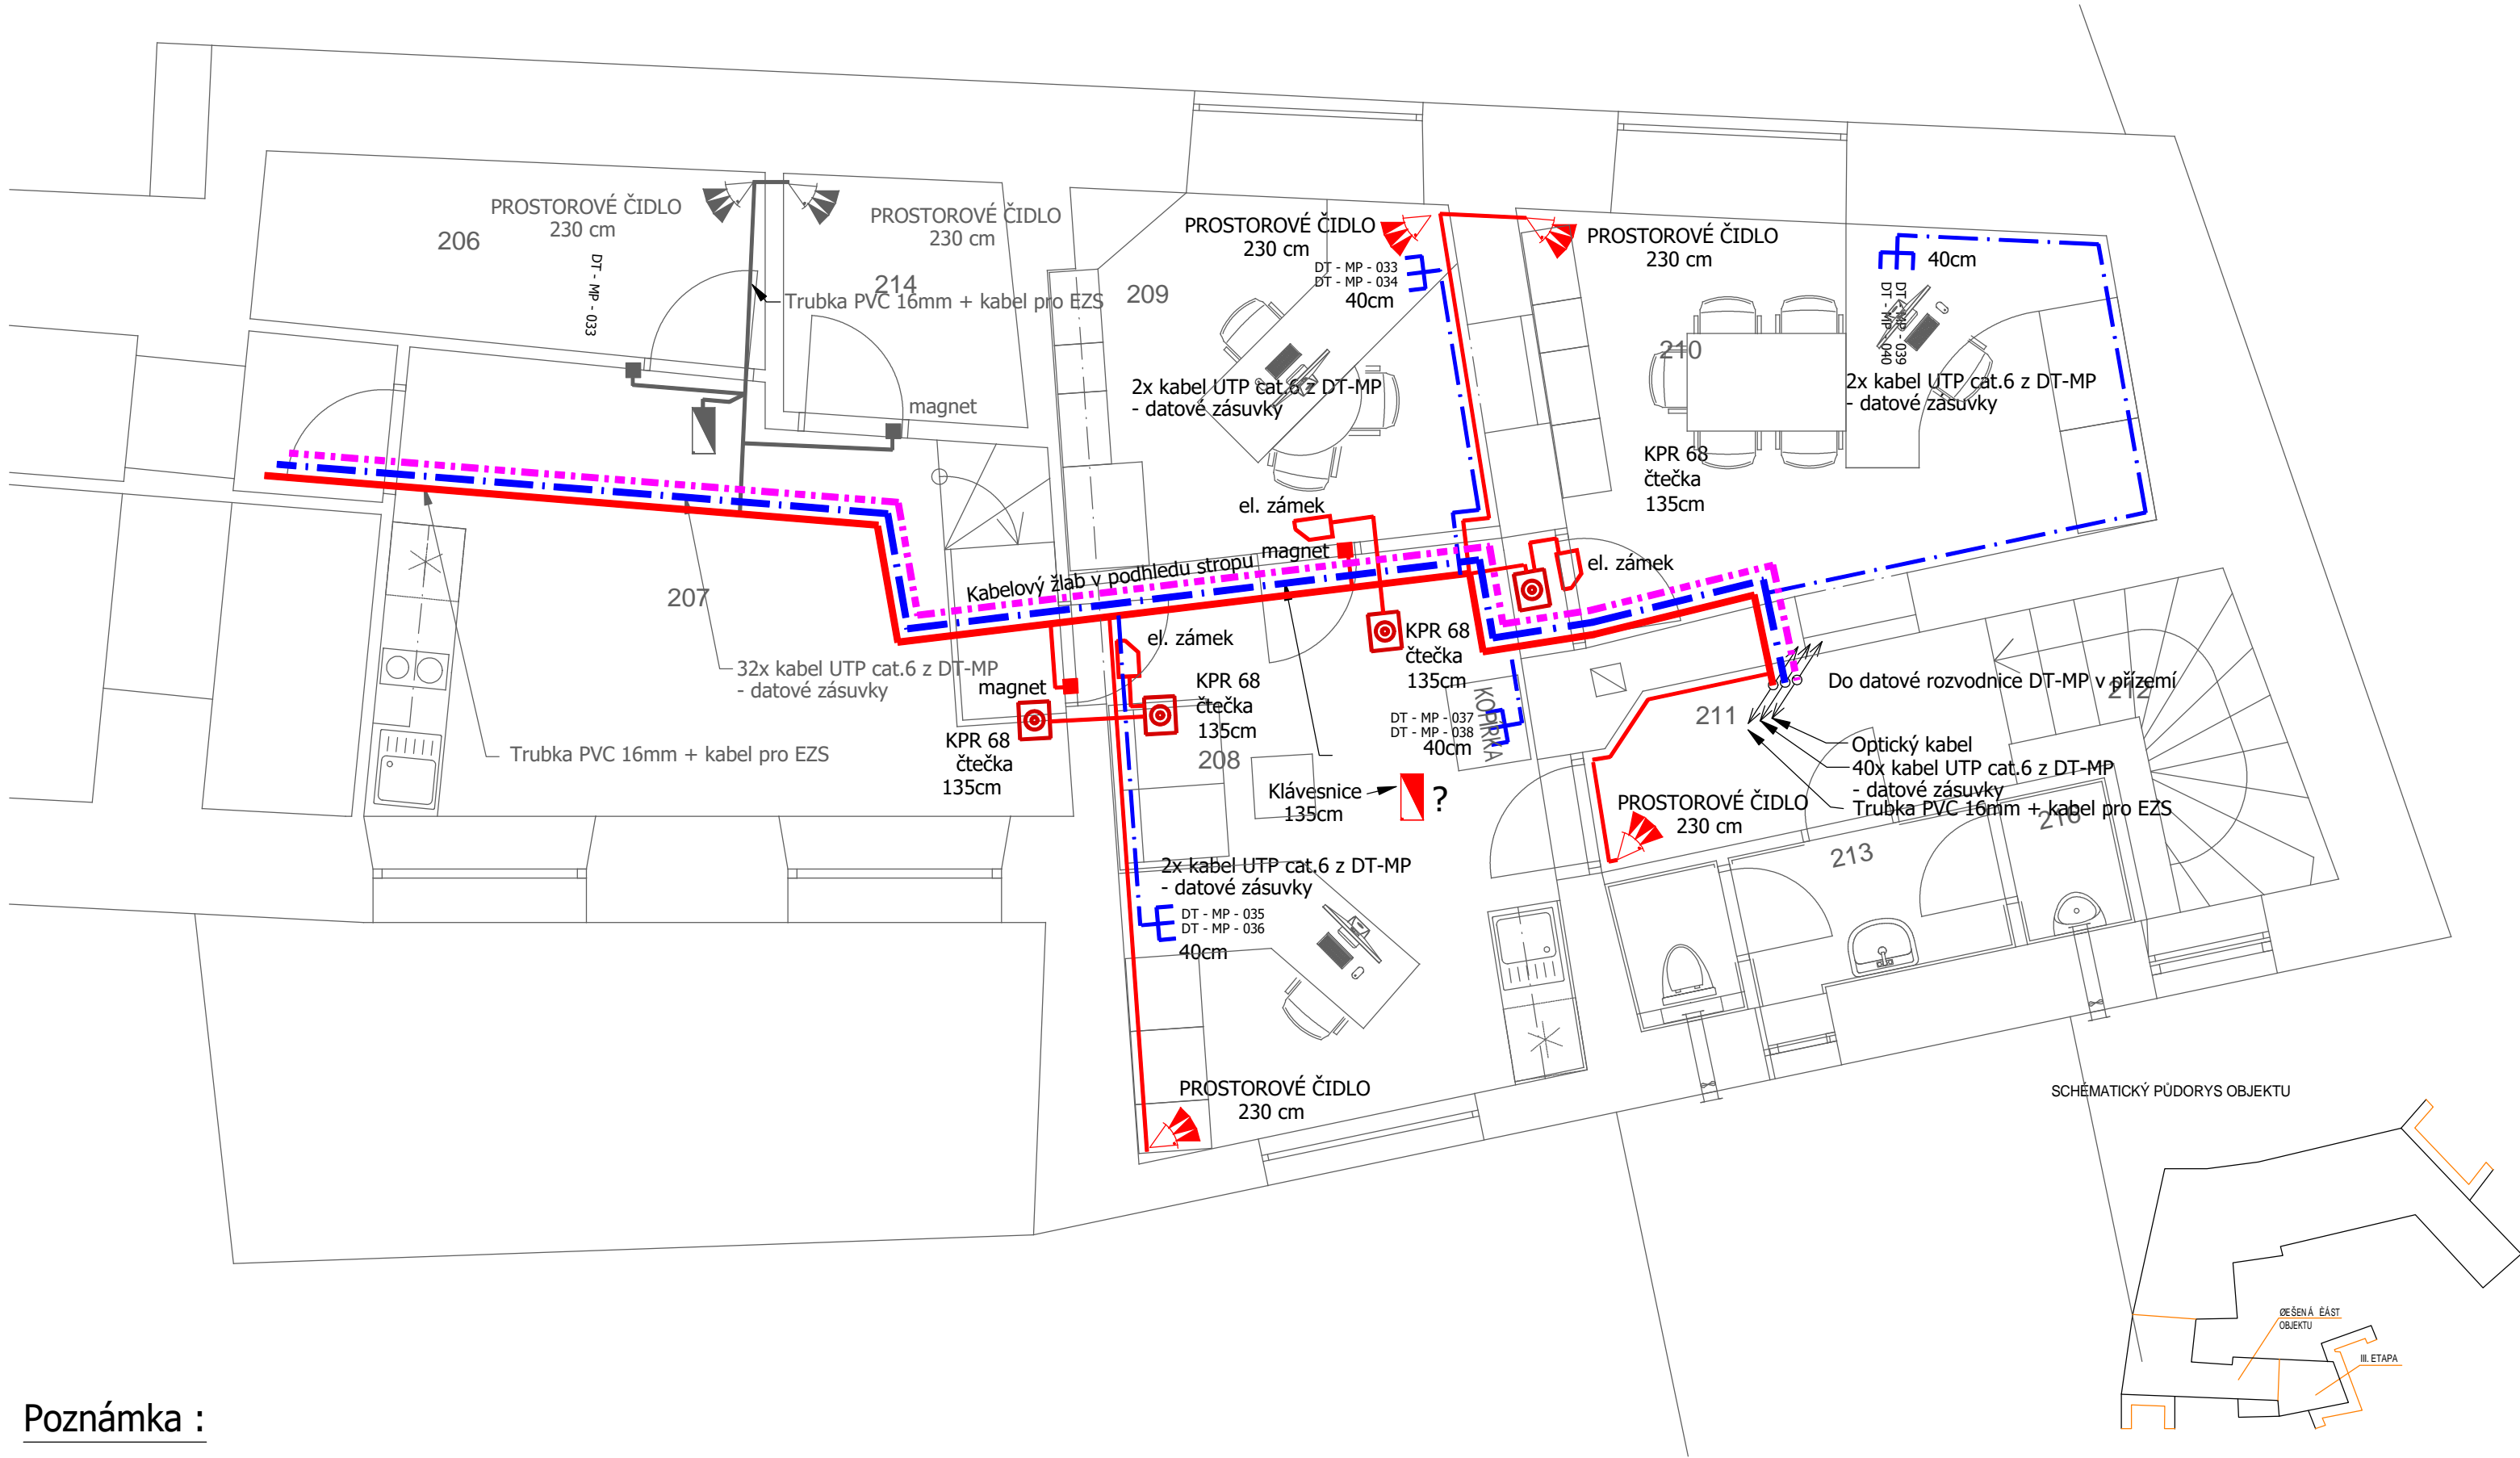 PROSTOROVÉ ČIDLO
230 cm
206
DT - MP - 033
PROSTOROVÉ ČIDLO
230 cm
214
Trubka PVC 16mm + kabel pro EZS
magnet
209
PROSTOROVÉ ČIDLO
230 cm
DT - MP - 033
DT - MP - 034
40cm
2x kabel UTP cat.6 z DT-MP
- datové zásuvky
PROSTOROVÉ ČIDLO
230 cm
210
40cm
DT - MP - 039
DT - MP - 040
2x kabel UTP cat.6 z DT-MP
- datové zásuvky
KPR 68
čtečka
135cm
el. zámek
magnet
Kabelový žlab v podhledu stropu
el. zámek
207
32x kabel UTP cat.6 z DT-MP
- datové zásuvky
Trubka PVC 16mm + kabel pro EZS
el. zámek
magnet
KPR 68
čtečka
135cm
KPR 68
čtečka
135cm
208
KPR 68
čtečka
135cm
DT - MP - 037
DT - MP - 038
40cm
KOPÍRKA
Klávesnice
135cm
?
211
Do datové rozvodnice DT-MP v přízemí
212
Optický kabel
40x kabel UTP cat.6 z DT-MP
- datové zásuvky
Trubka PVC 16mm + kabel pro EZS
PROSTOROVÉ ČIDLO
230 cm
213
2x kabel UTP cat.6 z DT-MP
- datové zásuvky
DT - MP - 035
DT - MP - 036
40cm
PROSTOROVÉ ČIDLO
230 cm
SCHÉMATICKÝ PŮDORYS OBJEKTU
ØEŠENÁ ÈÁST
OBJEKTU
III. ETAPA
Poznámka :